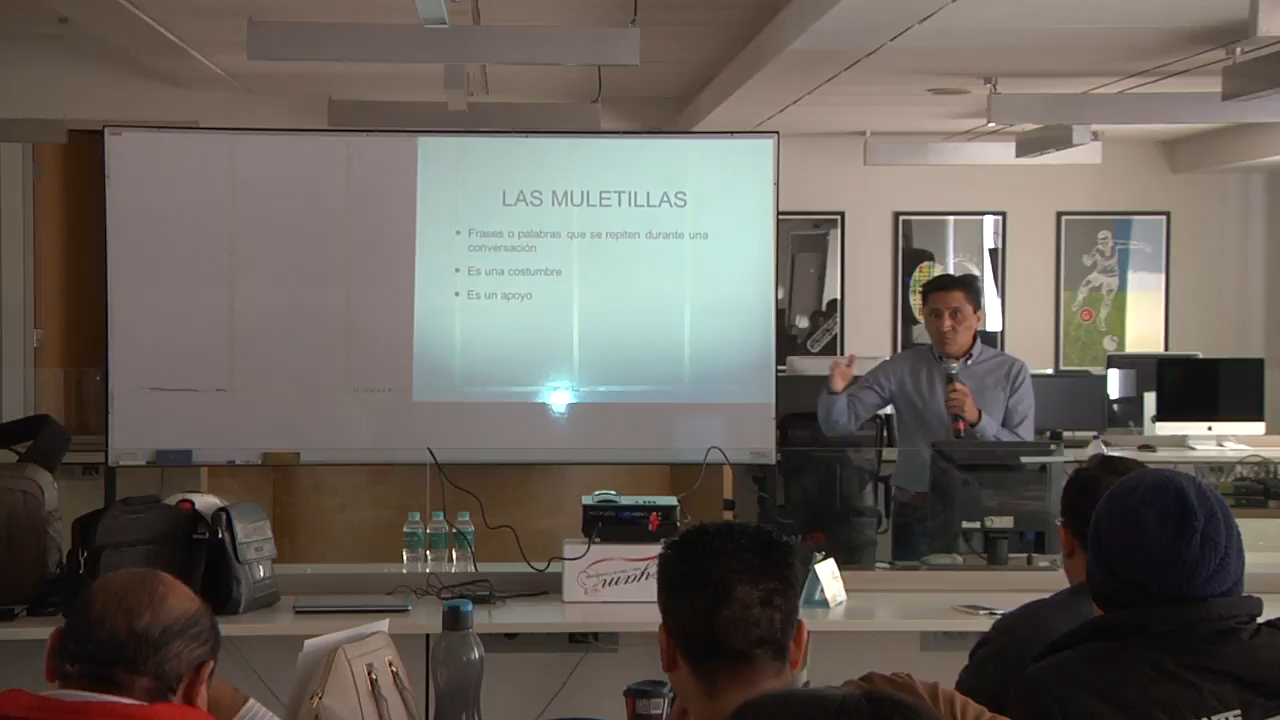 LAS MULETILLAS
Frases o palabras que se repiten durante una
conversación
Es una costumbre
Es un apoyo
G